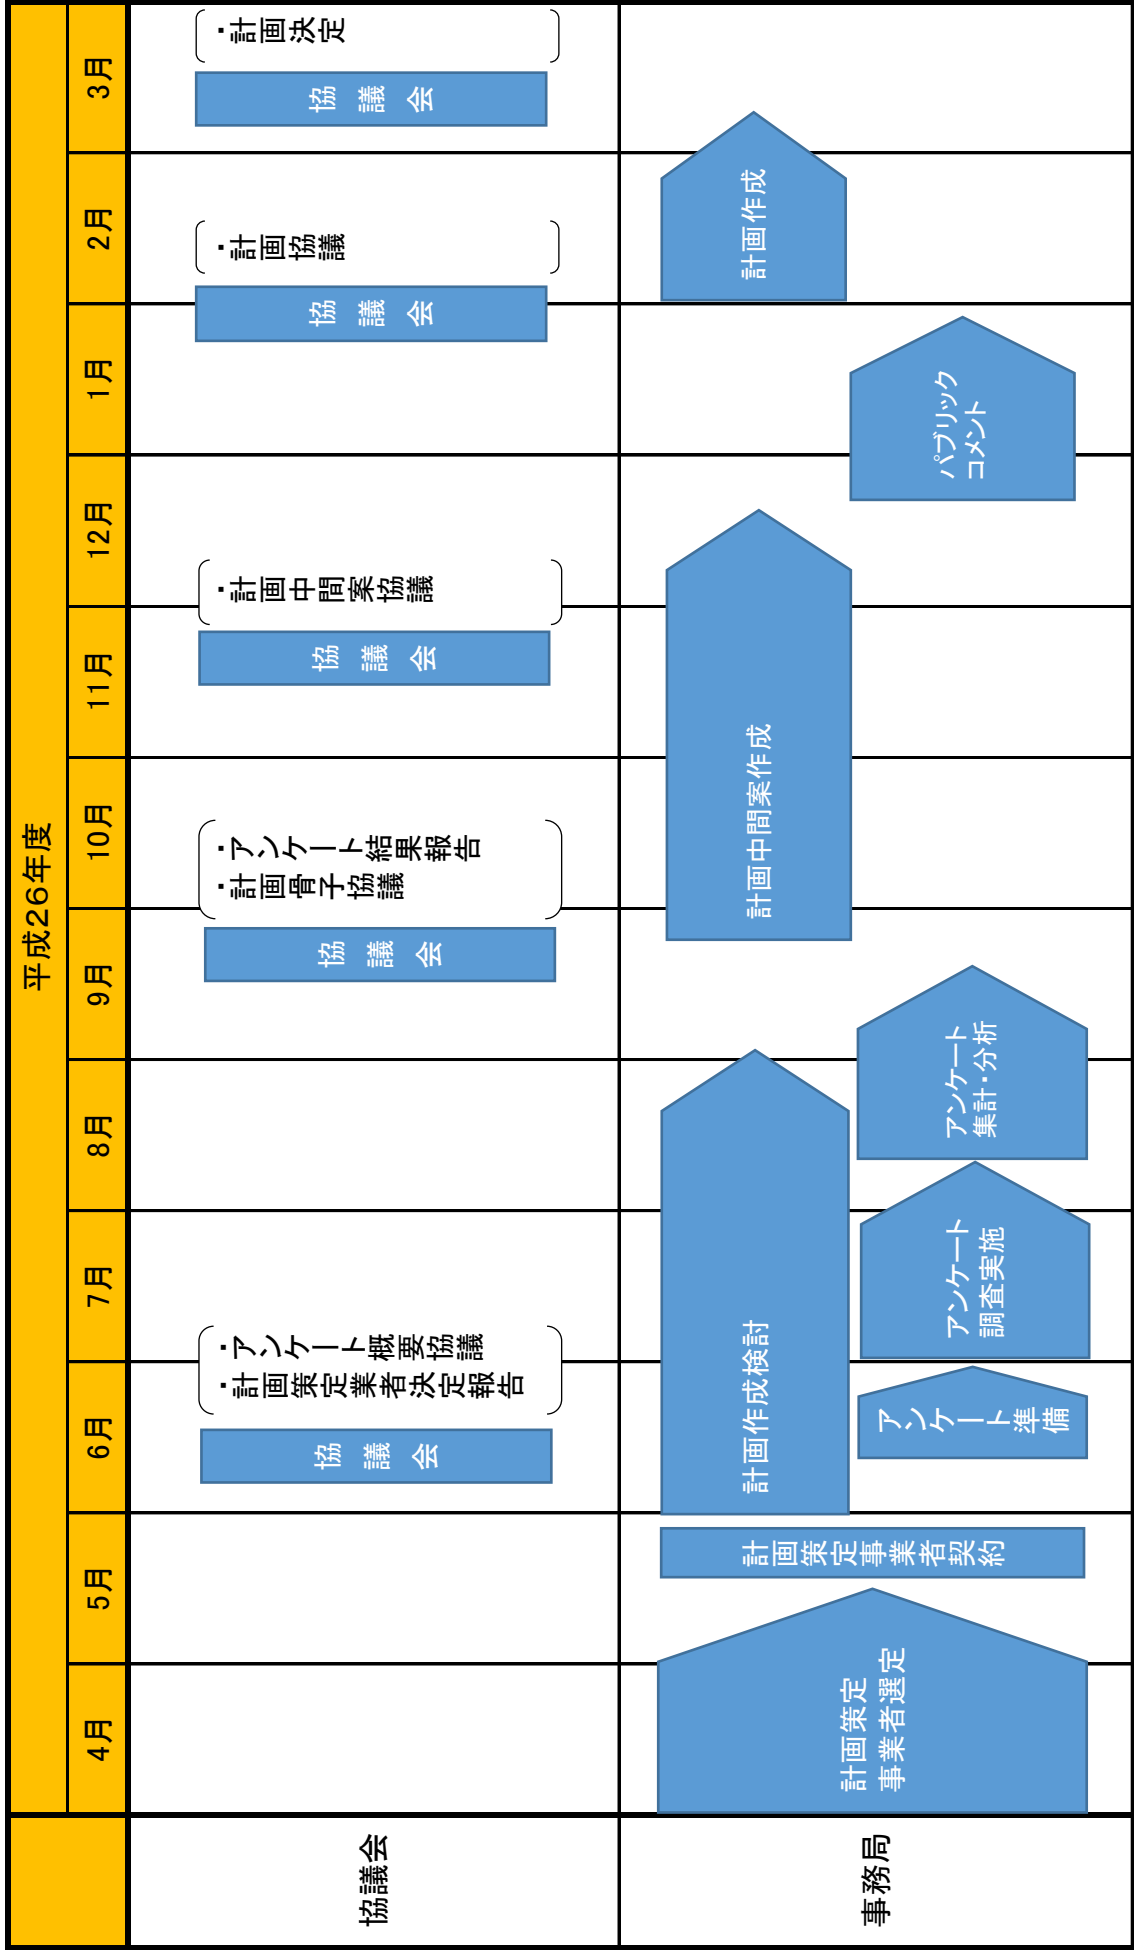 平成26年度
4月
5月
6月
7月
8月
9月
10月
11月
12月
1月
2月
3月
協議会
協議会
・アンケート概要協議
・計画策定業者決定報告
協議会
・アンケート結果報告
・計画骨子協議
協議会
・計画中間案協議
協議会
・計画協議
協議会
・計画決定
事務局
計画策定
事業者選定
計画策定事業者契約
計画作成検討
アンケート準備
アンケート
調査実施
アンケート
集計・分析
計画中間案作成
パブリック
コメント
計画作成